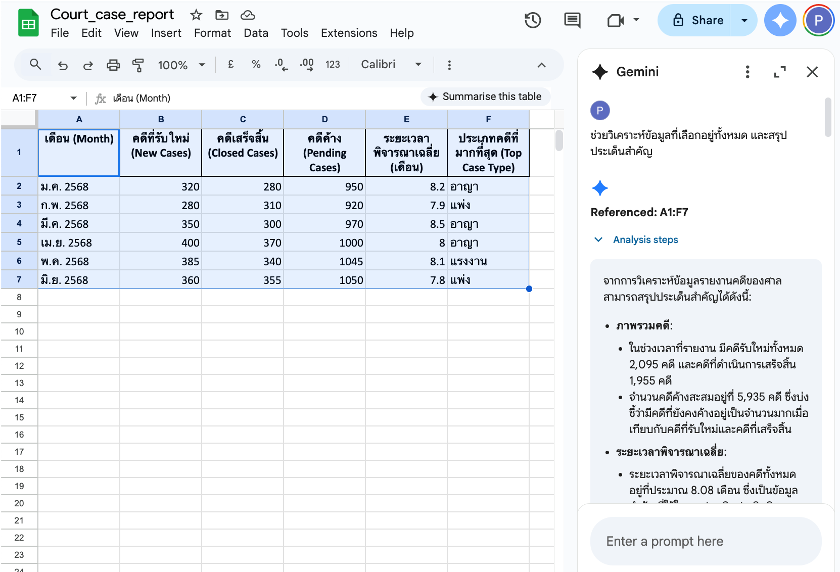 Court_case_report
File Edit View Insert Format Data Tools Extensions Help
Share
P
100% £ % .0 .00 123 Calibri
A1:F7 fx เดือน (Month)
Summarise this table
A B C D E F
1 เดือน (Month) คดีที่รับใหม่ (New Cases) คดีเสร็จสิ้น (Closed Cases) คดีค้าง (Pending Cases) ระยะเวลาพิจารณาเฉลี่ย (เดือน) ประเภทคดีที่มากที่สุด (Top Case Type)
2 ม.ค. 2568 320 280 950 8.2 อาญา
3 ก.พ. 2568 280 310 920 7.9 แพ่ง
4 มี.ค. 2568 350 300 970 8.5 อาญา
5 เม.ย. 2568 400 370 1000 8 อาญา
6 พ.ค. 2568 385 340 1045 8.1 แรงงาน
7 มิ.ย. 2568 360 355 1050 7.8 แพ่ง
8
9
10
11
12
13
14
15
16
17
18
19
20
21
22
23
Gemini
P
ช่วยวิเคราะห์ข้อมูลที่เลือกอยู่ทั้งหมด และสรุป
ประเด็นสำคัญ
Referenced: A1:F7
Analysis steps
จากการวิเคราะห์ข้อมูลรายงานคดีของศาล
สามารถสรุปประเด็นสำคัญได้ดังนี้:
• ภาพรวมคดี:
• ในช่วงเวลาที่รายงาน มีคดีรับใหม่ทั้งหมด
2,095 คดี และคดีที่ดำเนินการเสร็จสิ้น
1,955 คดี
• จำนวนคดีค้างสะสมอยู่ที่ 5,935 คดี ซึ่งบ่ง
ชี้ว่ามีคดีที่ยังคงค้างอยู่เป็นจำนวนมากเมื่อ
เทียบกับคดีที่รับใหม่และคดีที่เสร็จสิ้น
• ระยะเวลาพิจารณาเฉลี่ย:
• ระยะเวลาพิจารณาเฉลี่ยของคดีทั้งหมด
อยู่ที่ประมาณ 8.08 เดือน ซึ่งเป็นข้อมูล
Enter a prompt here